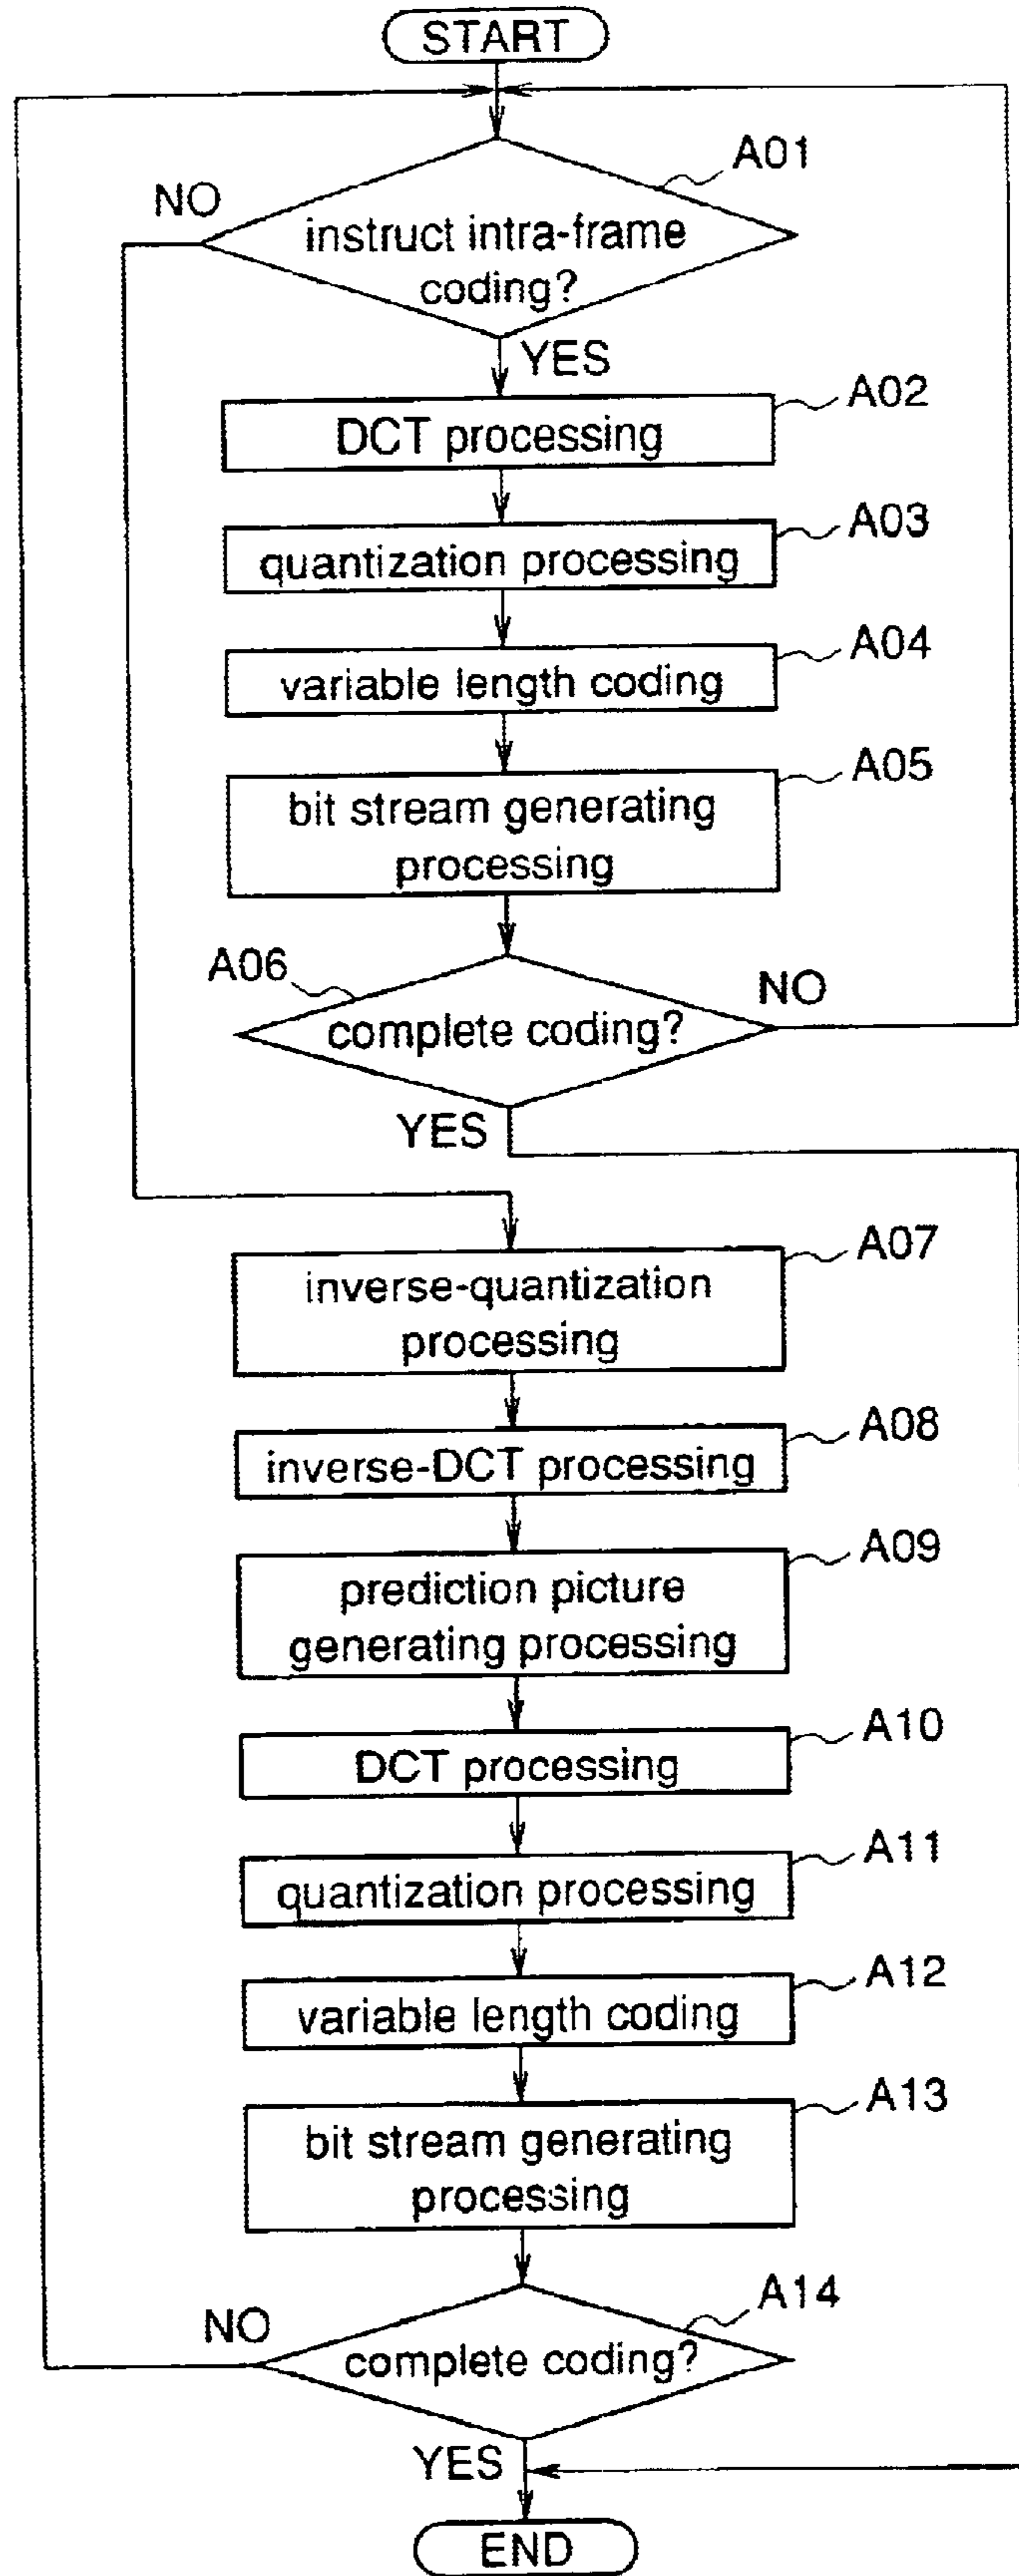 START
A01
NO
instruct intra-frame
coding?
YES
A02
DCT processing
A03
quantization processing
A04
variable length coding
A05
bit stream generating
processing
A06
NO
complete coding?
YES
A07
inverse-quantization
processing
A08
inverse-DCT processing
A09
prediction picture
generating processing
A10
DCT processing
A11
quantization processing
A12
variable length coding
A13
bit stream generating
processing
A14
NO
complete coding?
YES
END